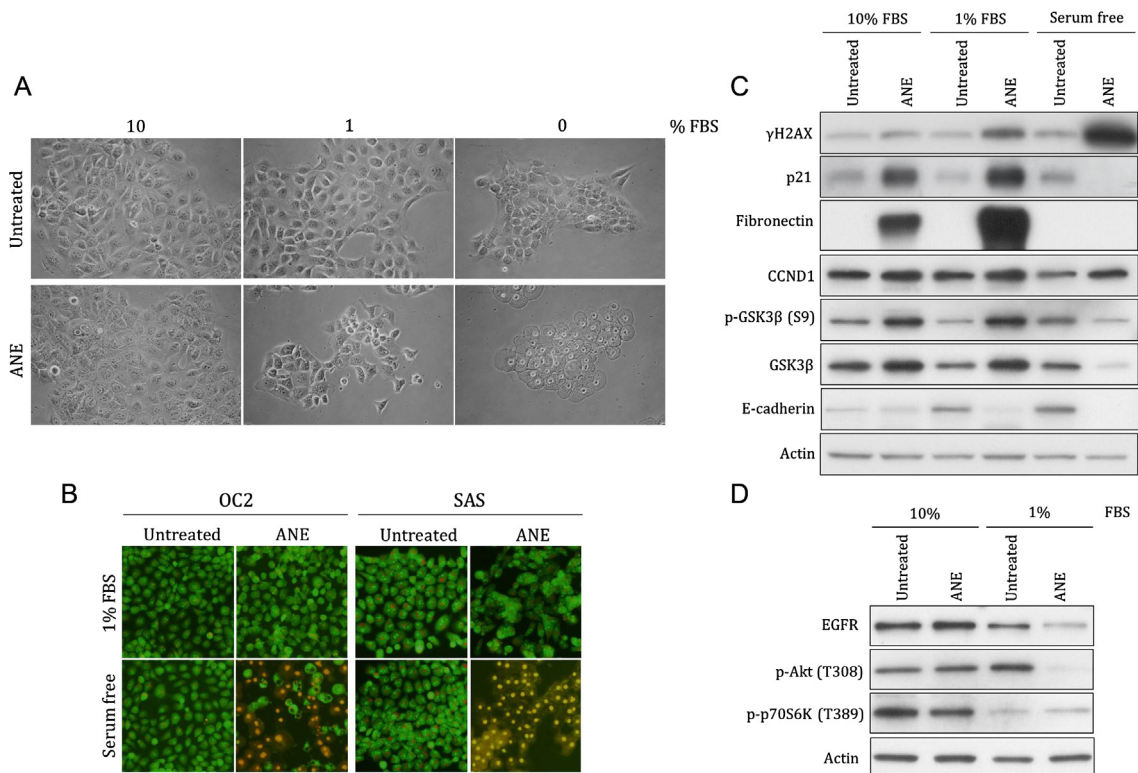 A
10 1 0 % FBS
Untreated
ANE
B
OC2 SAS
Untreated ANE Untreated ANE
1% FBS
Serum free
C
10% FBS 1% FBS Serum free
Untreated ANE Untreated ANE Untreated ANE
γH2AX
p21
Fibronectin
CCND1
p-GSK3β (S9)
GSK3β
E-cadherin
Actin
D
10% 1% FBS
Untreated ANE Untreated ANE
EGFR
p-Akt (T308)
p-p70S6K (T389)
Actin